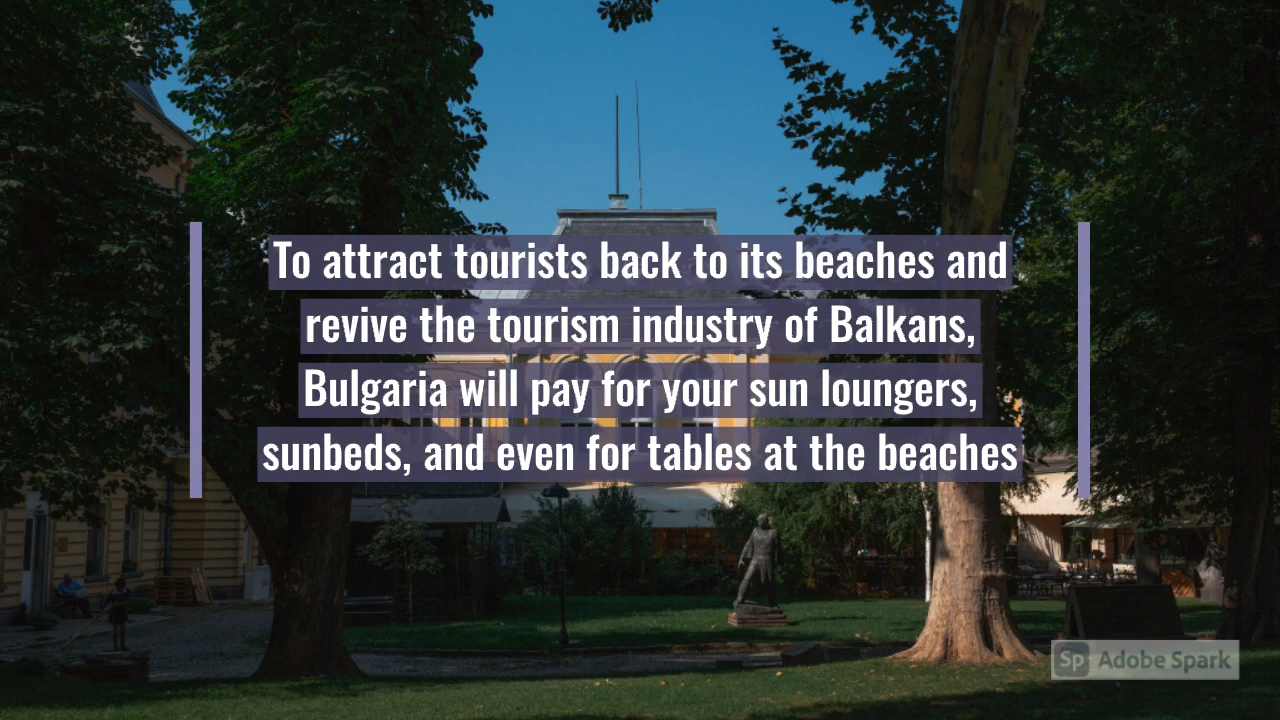 To attract tourists back to its beaches and
revive the tourism industry of Balkans,
Bulgaria will pay for your sun loungers,
sunbeds, and even for tables at the beaches
Sp Adobe Spark